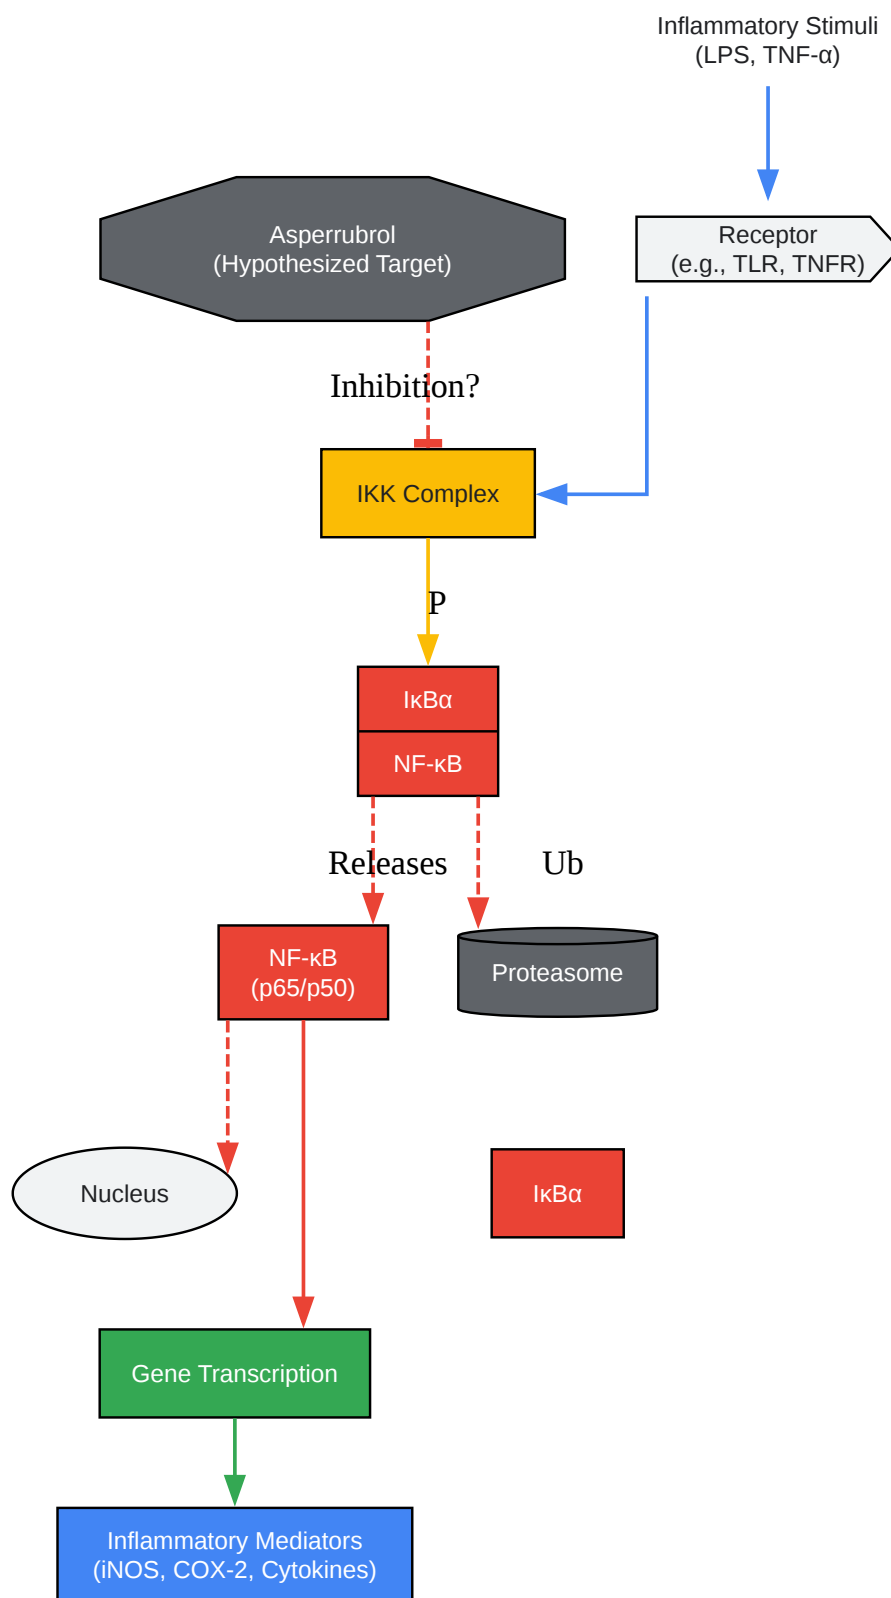 Inflammatory Stimuli
(LPS, TNF-α)
Asperrubrol
(Hypothesized Target)
Receptor
(e.g., TLR, TNFR)
Inhibition?
IKK Complex
P
IκBα
NF-κB
Releases
Ub
NF-κB
(p65/p50)
Proteasome
Nucleus
IκBα
Gene Transcription
Inflammatory Mediators
(iNOS, COX-2, Cytokines)